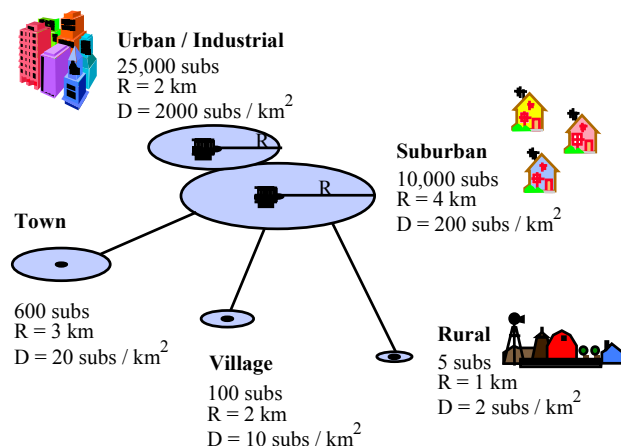 Urban / Industrial
25,000 subs
R = 2 km
D = 2000 subs / km²
R
R
Suburban
10,000 subs
R = 4 km
D = 200 subs / km²
Town
600 subs
R = 3 km
D = 20 subs / km²
Village
100 subs
R = 2 km
D = 10 subs / km²
Rural
5 subs
R = 1 km
D = 2 subs / km²